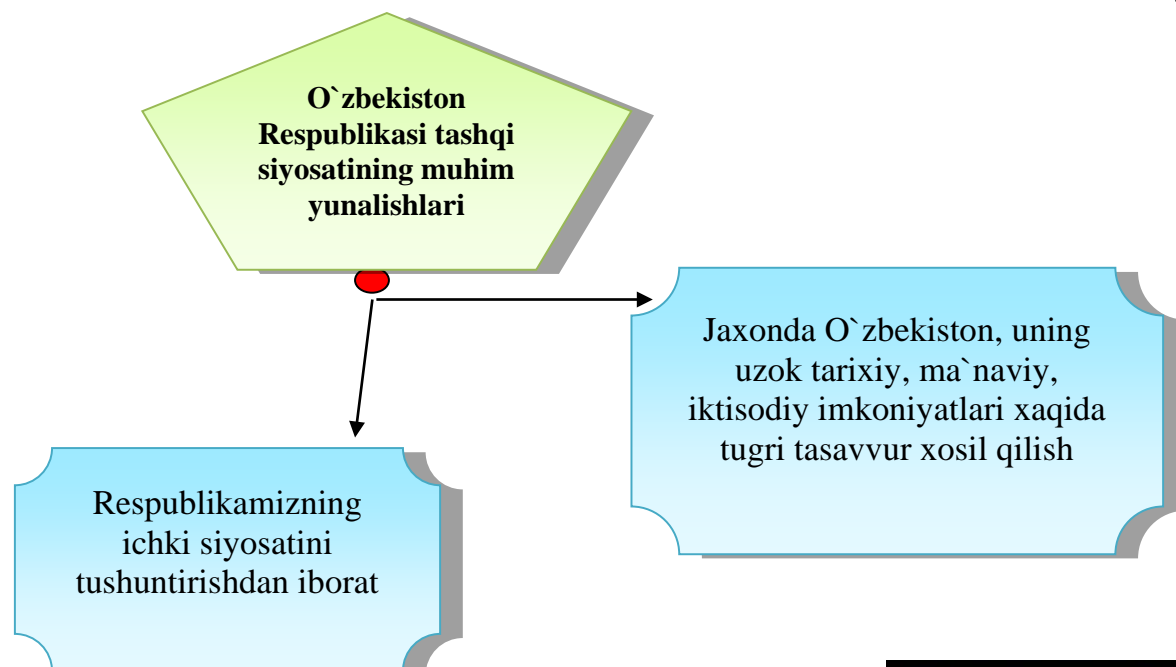 O`zbekiston
Respublikasi tashqi
siyosatining muhim
yunalishlari
Jaxonda O`zbekiston, uning
uzok tarixiy, ma`naviy,
iktisodiy imkoniyatlari xaqida
tugri tasavvur xosil qilish
Respublikamizning
ichki siyosatini
tushuntirishdan iborat